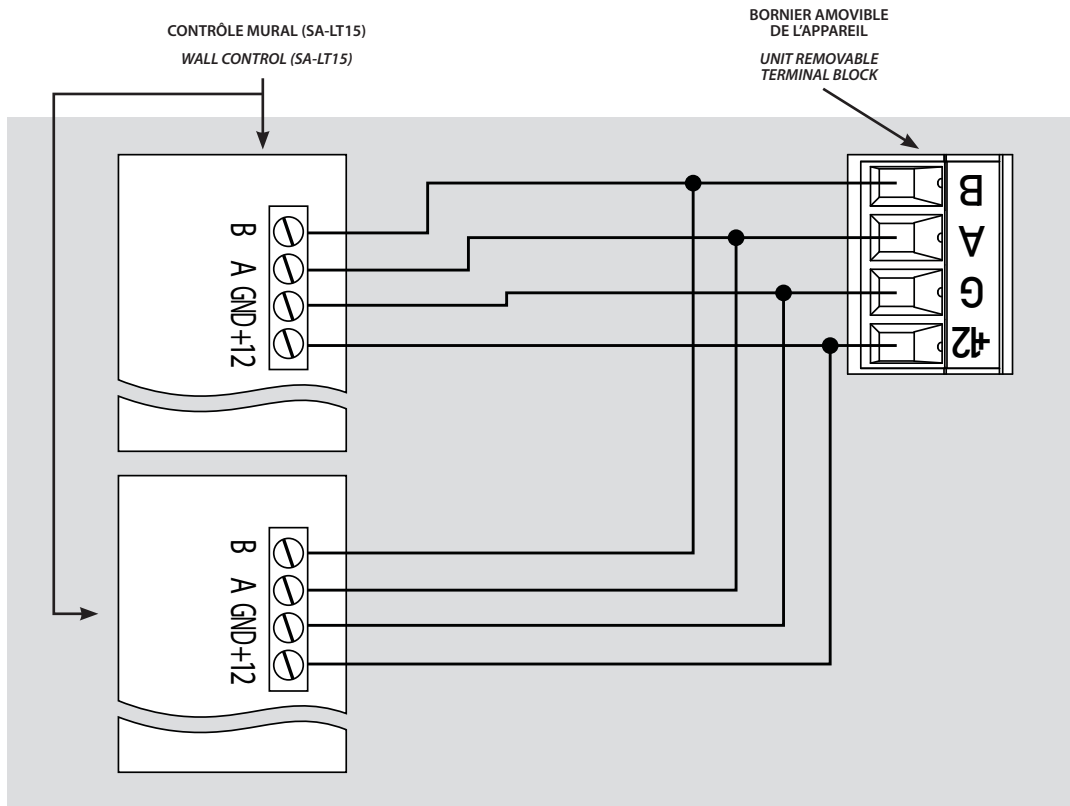 CONTRÔLE MURAL (SA-LT15)
WALL CONTROL (SA-LT15)
BORNIER AMOVIBLE
DE L’APPAREIL
UNIT REMOVABLE
TERMINAL BLOCK
B
A
GND
+12
B
A
G
+12
B
A
GND
+12